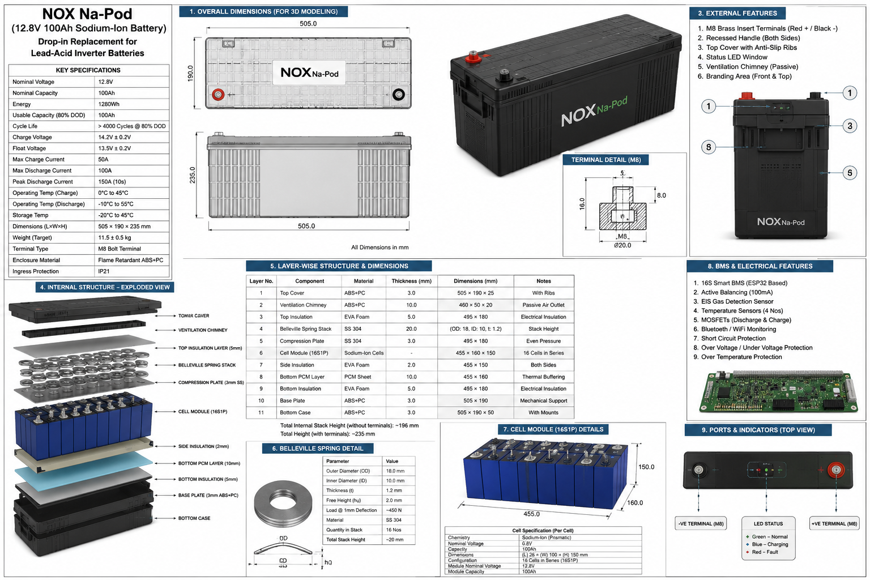 NOX Na-Pod
(12.8V 100Ah Sodium-Ion Battery)
Drop-in Replacement for
Lead-Acid Inverter Batteries
KEY SPECIFICATIONS
Nominal Voltage 12.8V
Nominal Capacity 100Ah
Energy 1280Wh
Usable Capacity (80% DOD) 100Ah
Cycle Life > 4000 Cycles @ 80% DOD
Charge Voltage 14.2V ± 0.2V
Float Voltage 13.5V ± 0.2V
Max Charge Current 50A
Max Discharge Current 100A
Peak Discharge Current 150A (10s)
Operating Temp (Charge) 0°C to 45°C
Operating Temp (Discharge) -10°C to 55°C
Storage Temp -20°C to 45°C
Dimensions (L×W×H) 505 × 190 × 235 mm
Weight (Target) 11.5 ± 0.5 kg
Terminal Type M8 Bolt Terminal
Enclosure Material Flame Retardant ABS+PC
Ingress Protection IP21
1. OVERALL DIMENSIONS (FOR 3D MODELING)
505.0
190.0
NOX Na-Pod
235.0
505.0
All Dimensions in mm
NOX Na-Pod
TERMINAL DETAIL (M8)
5
16.0
8.0
M8
Ø20.0
3. EXTERNAL FEATURES
1. M8 Brass Insert Terminals (Red + / Black -)
2. Recessed Handle (Both Sides)
3. Top Cover with Anti-Slip Ribs
4. Status LED Window
5. Ventilation Chimney (Passive)
6. Branding Area (Front & Top)
1
1
3
8
NOX Na-Pod
4. INTERNAL STRUCTURE – EXPLODED VIEW
VENTILATION CHIMNEY
TOP INSULATION LAYER (5mm)
BELLEVILLE SPRING STACK
COMPRESSION PLATE (3mm SS)
CELL MODULE (16S1P)
SIDE INSULATION (2mm)
BOTTOM PCM LAYER (10mm)
BOTTOM INSULATION (5mm)
BASE PLATE (3mm ABS+PC)
BOTTOM CASE
5. LAYER-WISE STRUCTURE & DIMENSIONS
Layer No. Component Material Thickness (mm) Dimensions (mm) Notes
1 Top Cover ABS+PC 3.0 505 × 190 × 25 With Ribs
2 Ventilation Chimney ABS+PC 10.0 460 × 50 × 20 Passive Air Outlet
3 Top Insulation EVA Foam 5.0 495 × 180 Electrical Insulation
4 Belleville Spring Stack SS 304 20.0 (OD: 18, ID: 10, t: 1.2) Stack Height
5 Compression Plate SS 304 3.0 495 × 180 Even Pressure
6 Cell Module (16S1P) Sodium-Ion Cells - 455 × 160 × 150 16 Cells in Series
7 Side Insulation EVA Foam 2.0 455 × 150 Both Sides
8 Bottom PCM Layer PCM Sheet 10.0 455 × 160 Thermal Buffering
9 Bottom Insulation EVA Foam 5.0 495 × 180 Electrical Insulation
10 Base Plate ABS+PC 3.0 505 × 190 Mechanical Support
11 Bottom Case ABS+PC 3.0 505 × 190 × 50 With Mounts
Total Internal Stack Height (without terminals): ~196 mm
Total Height (with terminals): ~235 mm
6. BELLEVILLE SPRING DETAIL
Parameter Value
Outer Diameter (OD) 18.0 mm
Inner Diameter (ID) 10.0 mm
Thickness (t) 1.2 mm
Free Height (h₀) 2.0 mm
Load @ 1mm Deflection ~450 N
Material SS 304
Quantity in Stack 16 Nos
Total Stack Height ~20 mm
7. CELL MODULE (16S1P) DETAILS
150.0
160.0
455.0
Cell Specification (Per Cell)
Chemistry Sodium-Ion (Prismatic)
Nominal Voltage 0.8V
Capacity 100Ah
Configuration 16 Cells in Series (16S1P)
Module Nominal Voltage 12.8V
Module Capacity 100Ah
8. BMS & ELECTRICAL FEATURES
1. 16S Smart BMS (ESP32 Based)
2. Active Balancing (100mA)
3. EIS Gas Detection Sensor
4. Temperature Sensors (4 Nos)
5. MOSFETs (Discharge & Charge)
6. Bluetoeth / WiFi Monitoring
7. Short Circuit Protection
8. Over Voltage / Under Voltage Protection
9. Over Temperature Protection
9. PORTS & INDICATORS (TOP VIEW)
-VE TERMINAL (M8)
LED STATUS
Green – Normal
Blue – Charging
Red – Fault
+VE TERMINAL (M8)